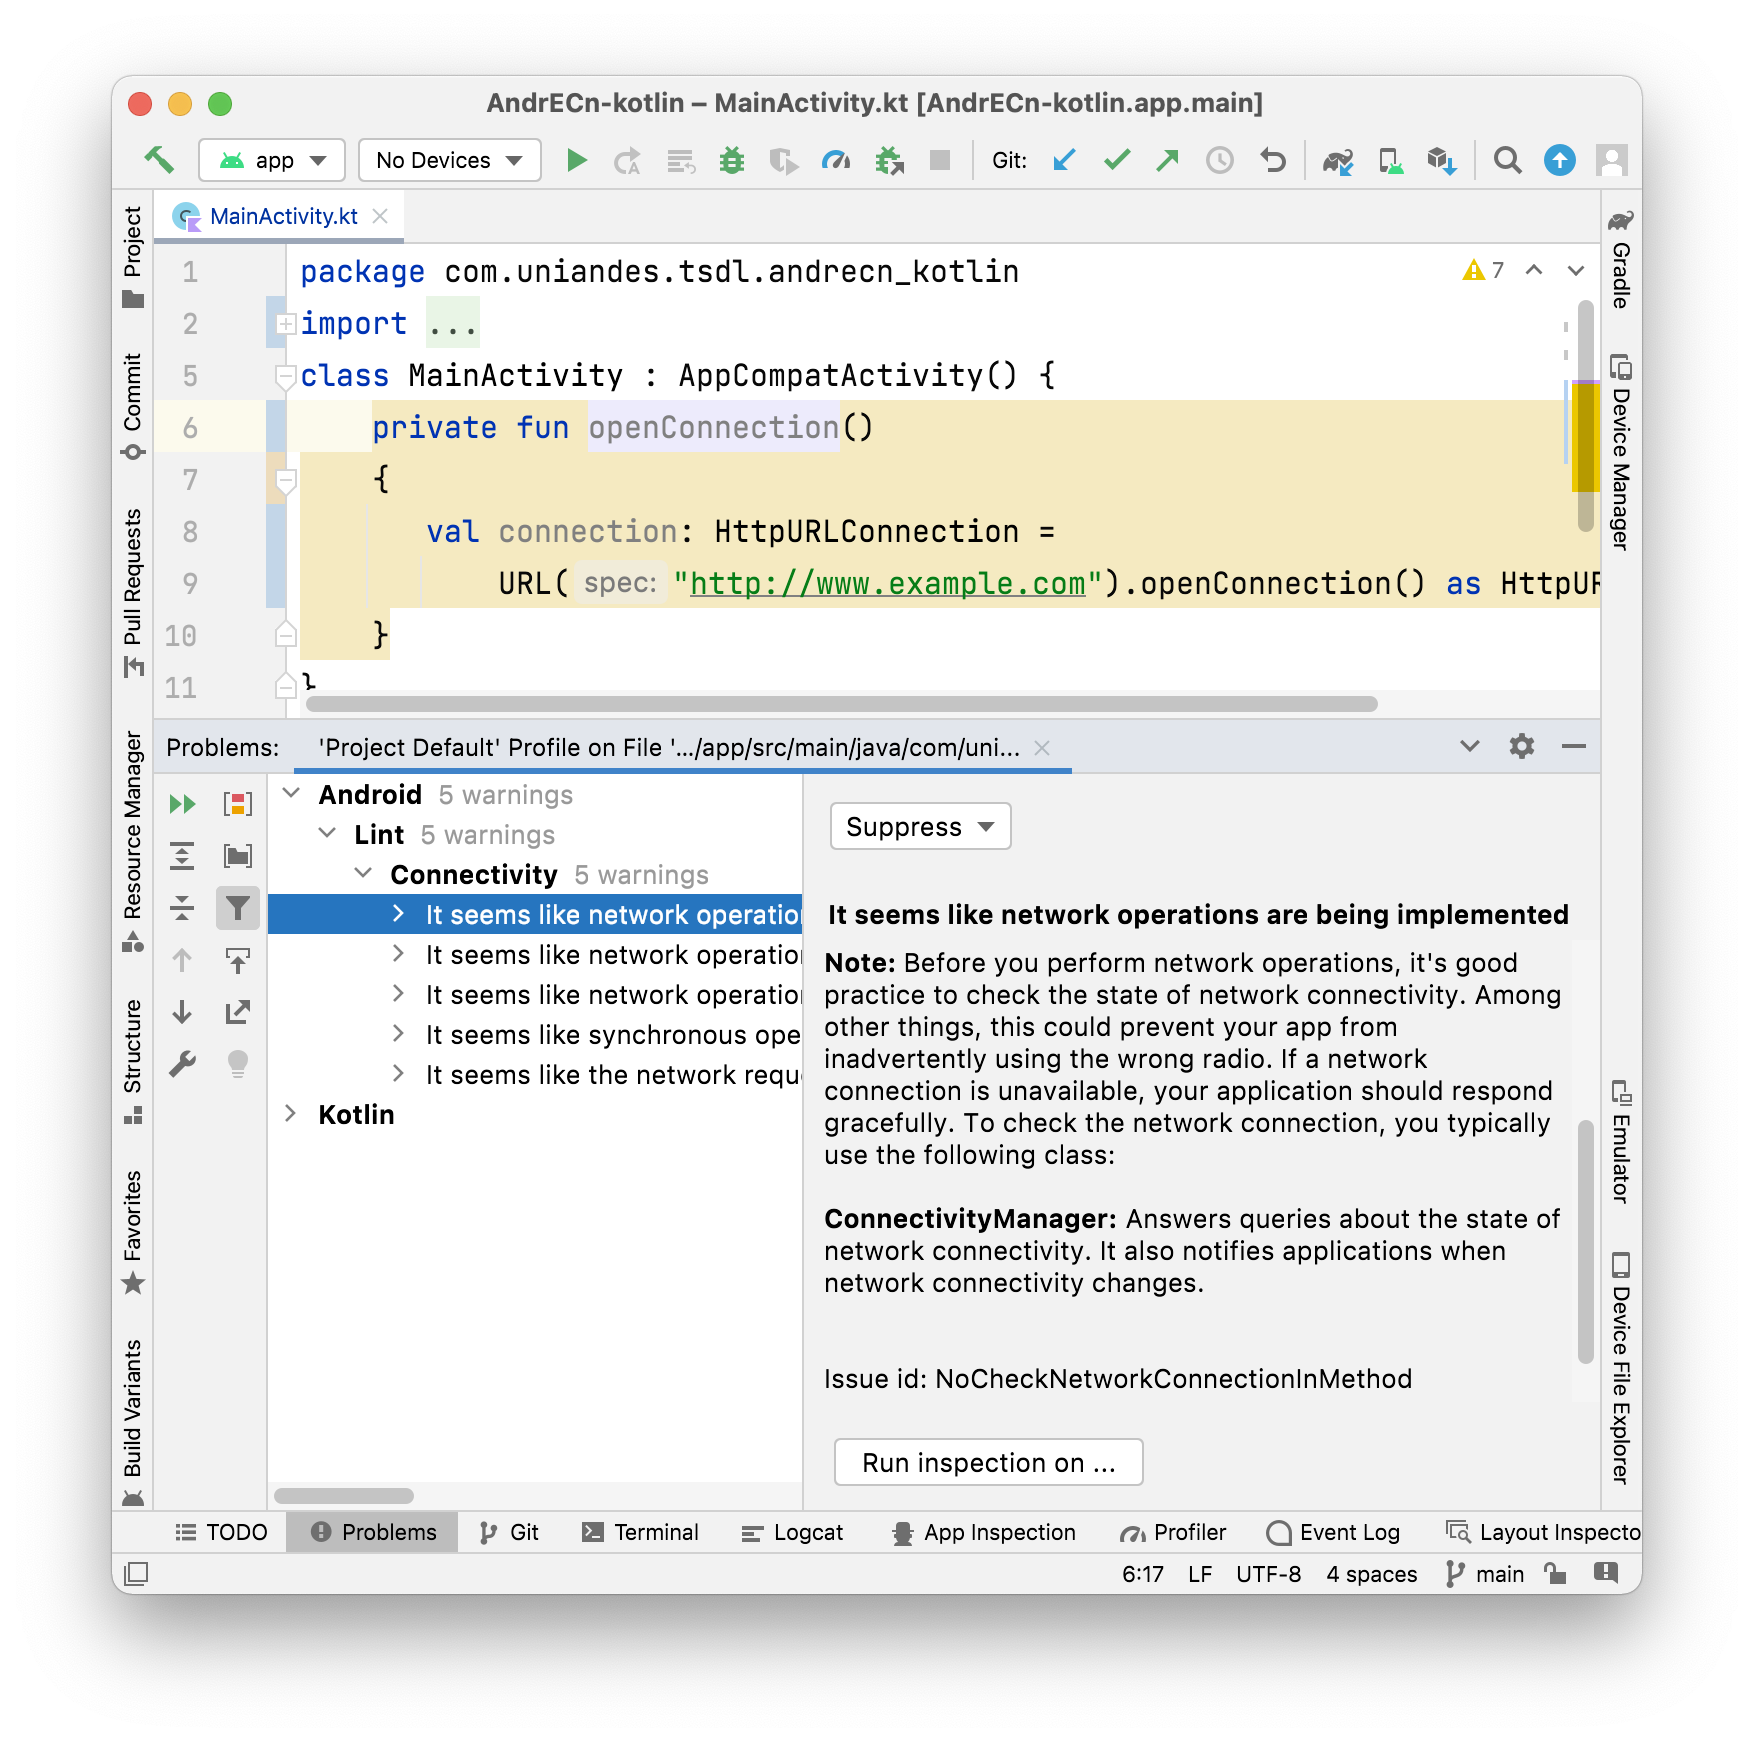 AndrECn-kotlin – MainActivity.kt [AndrECn-kotlin.app.main]
app No Devices Git:
MainActivity.kt
Project
Commit
Pull Requests
Resource Manager
Structure
Favorites
Build Variants
1 package com.uniandes.tsdl.andrecn_kotlin
7
2 import ...
5 class MainActivity : AppCompatActivity() {
6 private fun openConnection()
7 {
8 val connection: HttpURLConnection =
9 URL( spec: "http://www.example.com").openConnection() as HttpUR
10 }
11 }
Gradle
Device Manager
Emulator
Device File Explorer
Problems: 'Project Default' Profile on File '.../app/src/main/java/com/uni...
Android 5 warnings
Lint 5 warnings
Connectivity 5 warnings
It seems like network operatio
It seems like network operatio
It seems like network operatio
It seems like synchronous ope
It seems like the network requ
Kotlin
Suppress
It seems like network operations are being implemented
Note: Before you perform network operations, it's good
practice to check the state of network connectivity. Among
other things, this could prevent your app from
inadvertently using the wrong radio. If a network
connection is unavailable, your application should respond
gracefully. To check the network connection, you typically
use the following class:
ConnectivityManager: Answers queries about the state of
network connectivity. It also notifies applications when
network connectivity changes.
Issue id: NoCheckNetworkConnectionInMethod
Run inspection on ...
TODO Problems Git Terminal Logcat App Inspection Profiler Event Log Layout Inspecto
6:17 LF UTF-8 4 spaces main